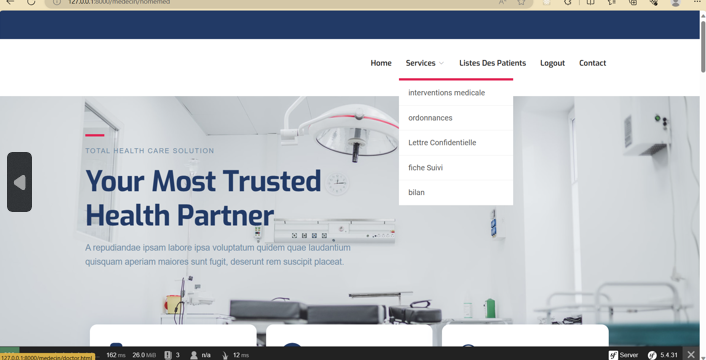 127.0.0.1:8000/medecin/homemed
Home Services Listes Des Patients Logout Contact
interventions medicale
ordonnances
Lettre Confidentielle
fiche Suivi
bilan
TOTAL HEALTH CARE SOLUTION
Your Most Trusted
Health Partner
A repudiandae ipsam labore ipsa voluptatum quidem quae laudantium
quisquam aperiam maiores sunt fugit, deserunt rem suscipit placeat.
162 ms 26.0 MiB 3 n/a 12 ms Server 5.4.31
127.0.0.1:8000/medecin/doctor.html